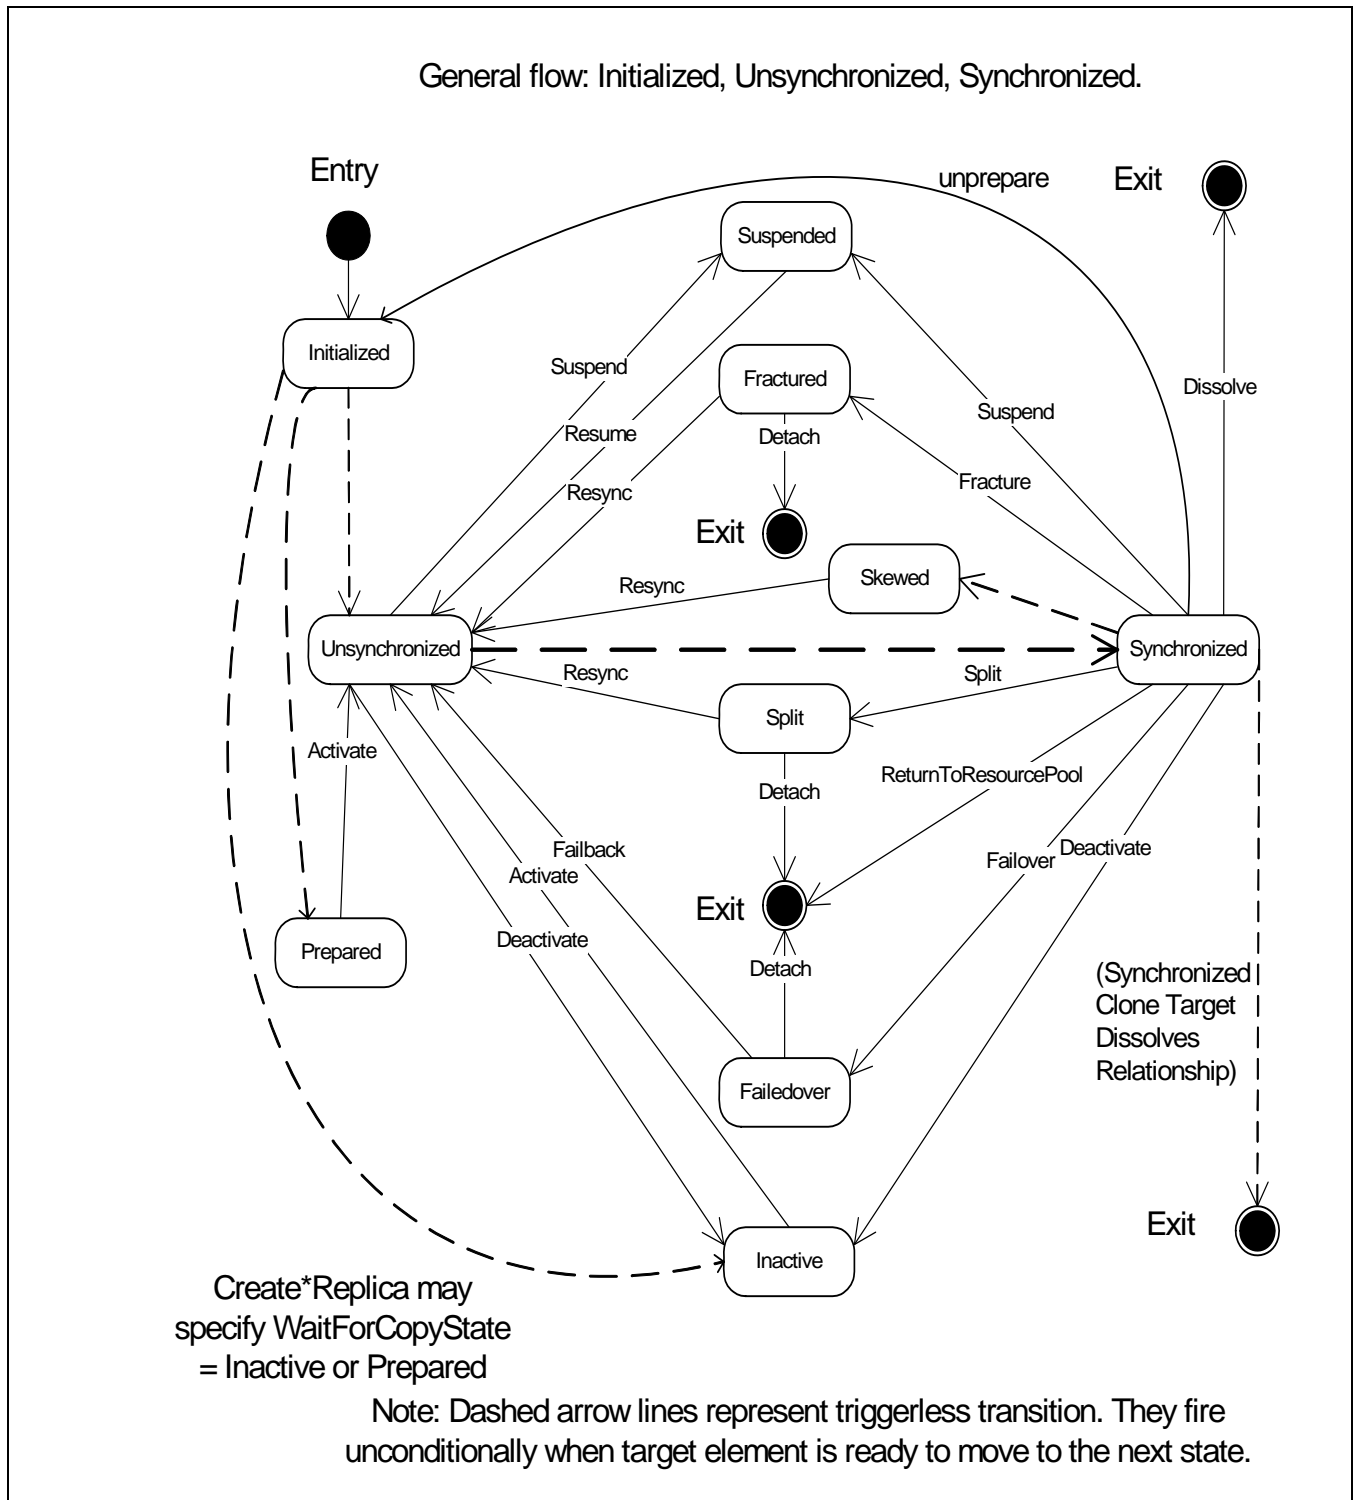 General flow: Initialized, Unsynchronized, Synchronized.
Entry
unprepare
Exit
Suspended
Initialized
Suspend
Fractured
Dissolve
Suspend
Resume
Detach
Fracture
Resync
Exit
Skewed
Resync
Unsynchronized
Synchronized
Resync
Split
Split
Activate
ReturnToResourcePool
Detach
Failback
Failover
Deactivate
Activate
Exit
Deactivate
Prepared
Detach
(Synchronized
Clone Target
Dissolves
Relationship)
Failedover
Exit
Inactive
Create*Replica may
specify WaitForCopyState
= Inactive or Prepared
Note: Dashed arrow lines represent triggerless transition. They fire
unconditionally when target element is ready to move to the next state.